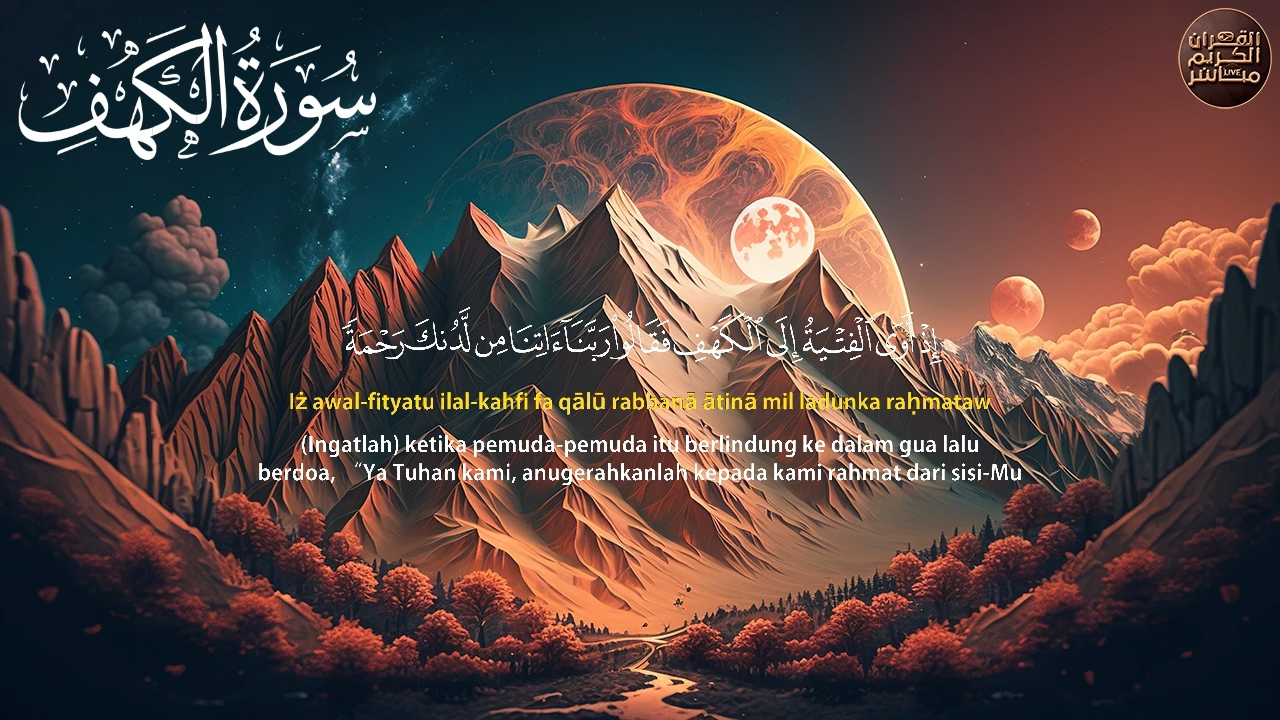 سُورَةُ الكَهْفِ
القرآن
الكريم
مباشر
LIVE
إِذْ أَوَى ٱلْفِتْيَةُ إِلَى ٱلْكَهْفِ فَقَالُوا۟ رَبَّنَآ ءَاتِنَا مِن لَّدُنكَ رَحْمَةً
Iż awal-fityatu ilal-kahfi fa qālū rabbanā ātinā mil ladunka raḥmataw
(Ingatlah) ketika pemuda-pemuda itu berlindung ke dalam gua lalu
berdoa, “Ya Tuhan kami, anugerahkanlah kepada kami rahmat dari sisi-Mu